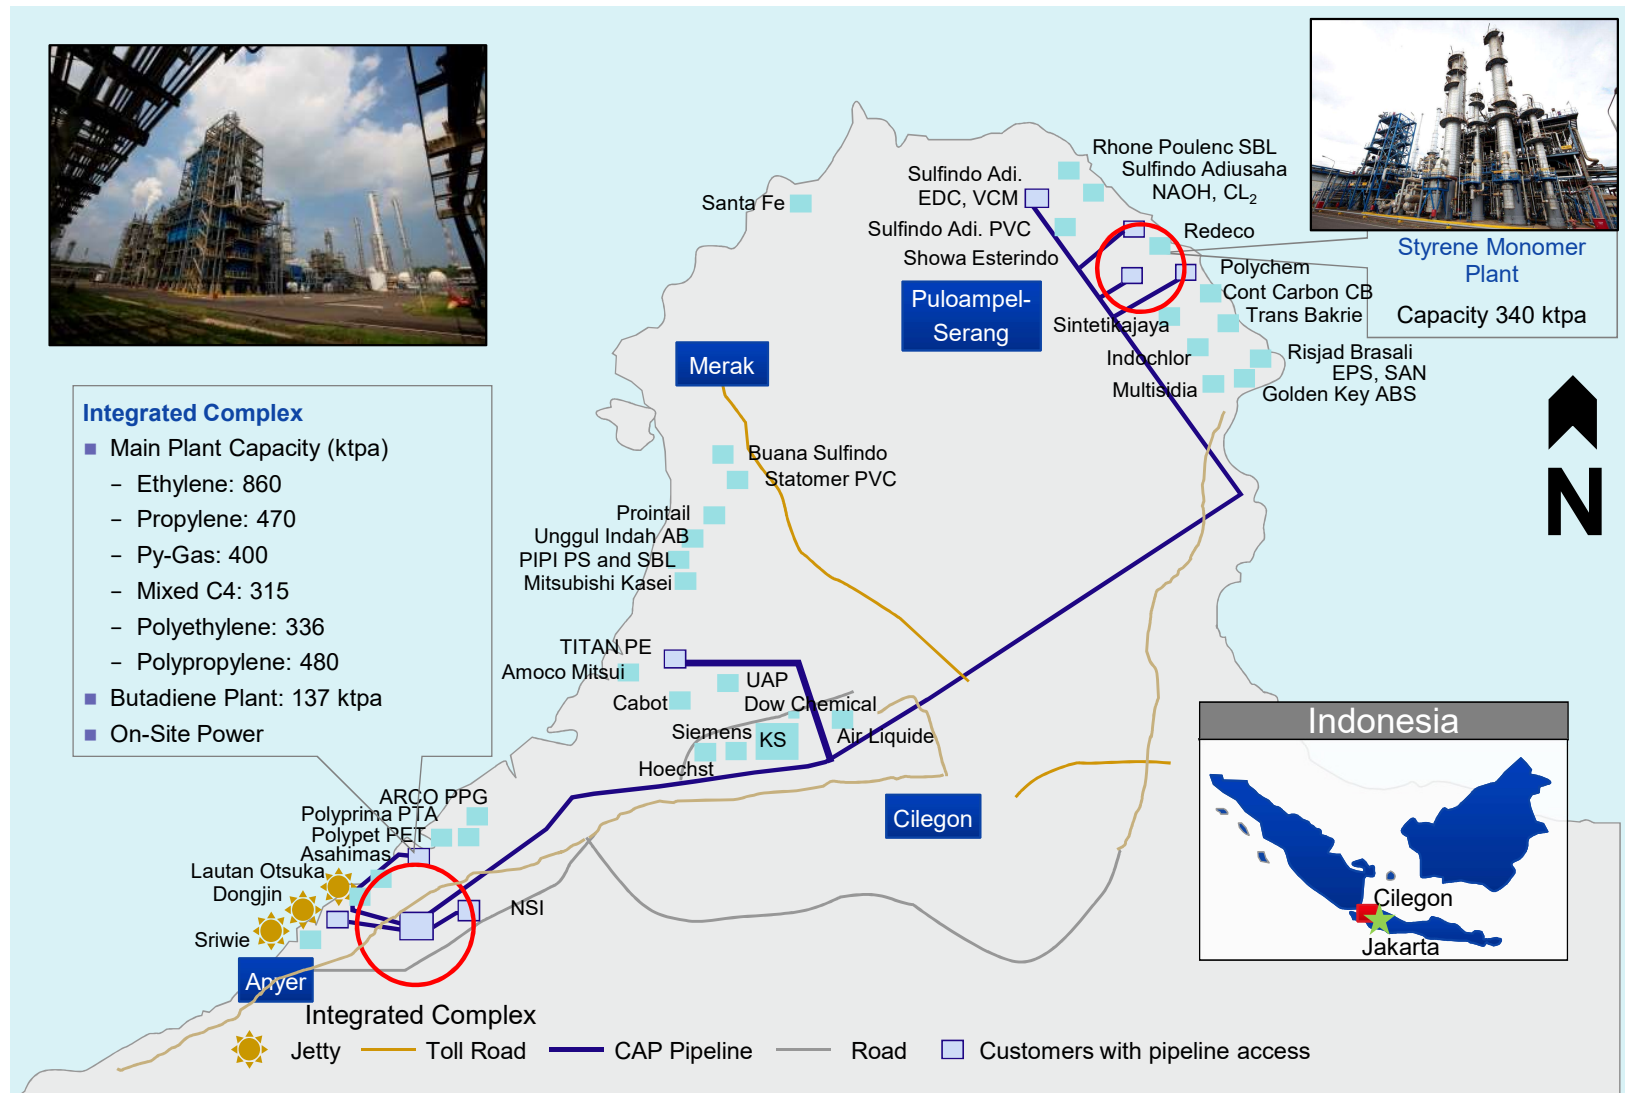 Rhone Poulenc SBL
Sulfindo Adiusaha
NAOH, CL₂
Sulfindo Adi.
EDC, VCM
Santa Fe
Sulfindo Adi. PVC
Redeco
Showa Esterindo
Styrene Monomer
Plant
Capacity 340 ktpa
Polychem
Cont Carbon CB
Trans Bakrie
Puloampel-
Serang
Sintetikajaya
Indochlor
Risjad Brasali
EPS, SAN
Multisidia
Golden Key ABS
Merak
N
Integrated Complex
■ Main Plant Capacity (ktpa)
– Ethylene: 860
– Propylene: 470
– Py-Gas: 400
– Mixed C4: 315
– Polyethylene: 336
– Polypropylene: 480
■ Butadiene Plant: 137 ktpa
■ On-Site Power
Buana Sulfindo
Statomer PVC
Prointail
Unggul Indah AB
PIPI PS and SBL
Mitsubishi Kasei
TITAN PE
Amoco Mitsui
UAP
Cabot
Dow Chemical
Siemens
KS
Air Liquide
Hoechst
Indonesia
Cilegon
Jakarta
Cilegon
ARCO PPG
Polyprima PTA
Polypet PET
Asahimas
Lautan Otsuka
Dongjin
NSI
Sriwie
Anyer
Integrated Complex
Jetty
Toll Road
CAP Pipeline
Road
Customers with pipeline access